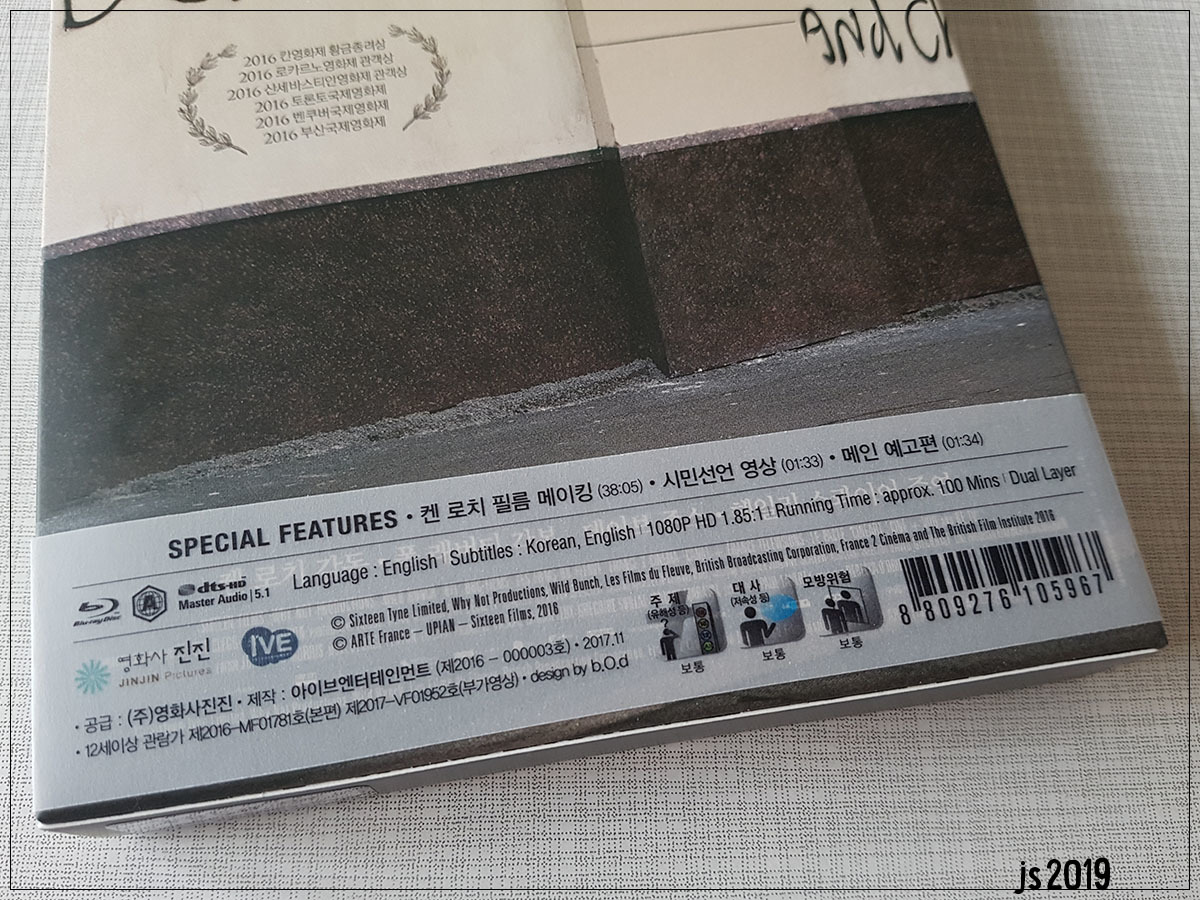 AND
2016 칸영화제 황금종려상
2016 로카르노영화제 관객상
2016 산세바스티안영화제 관객상
2016 토론토국제영화제
2016 벤쿠버국제영화제
2016 부산국제영화제
SPECIAL FEATURES • 켄 로치 필름 메이킹 (38:05) • 시민선언 영상 (01:33) • 메인 예고편 (01:34)
Language : English Subtitles : Korean, English 1080P HD 1.85:1 Running Time : approx. 100 Mins Dual Layer
Blu-ray Disc
A
dts-HD
Master Audio | 5.1
© Sixteen Tyne Limited, Why Not Productions, Wild Bunch, Les Films du Fleuve, British Broadcasting Corporation, France 2 Cinéma and The British Film Institute 2016
© ARTE France – UPIAN – Sixteen Films, 2016
영화사 진진
JINJIN Pictures
IVE
주제
(유해성 등)
보통
대사
(저속성 등)
보통
모방위험
보통
8 809276 105967
• 공급 : (주)영화사진진 • 제작 : 아이브엔터테인먼트 (제2016 – 000003호) • 2017.11
• 12세이상 관람가 제2016-MF01781호(본편) 제2017-VF01952호(부가영상) • design by b.O.d
js 2019